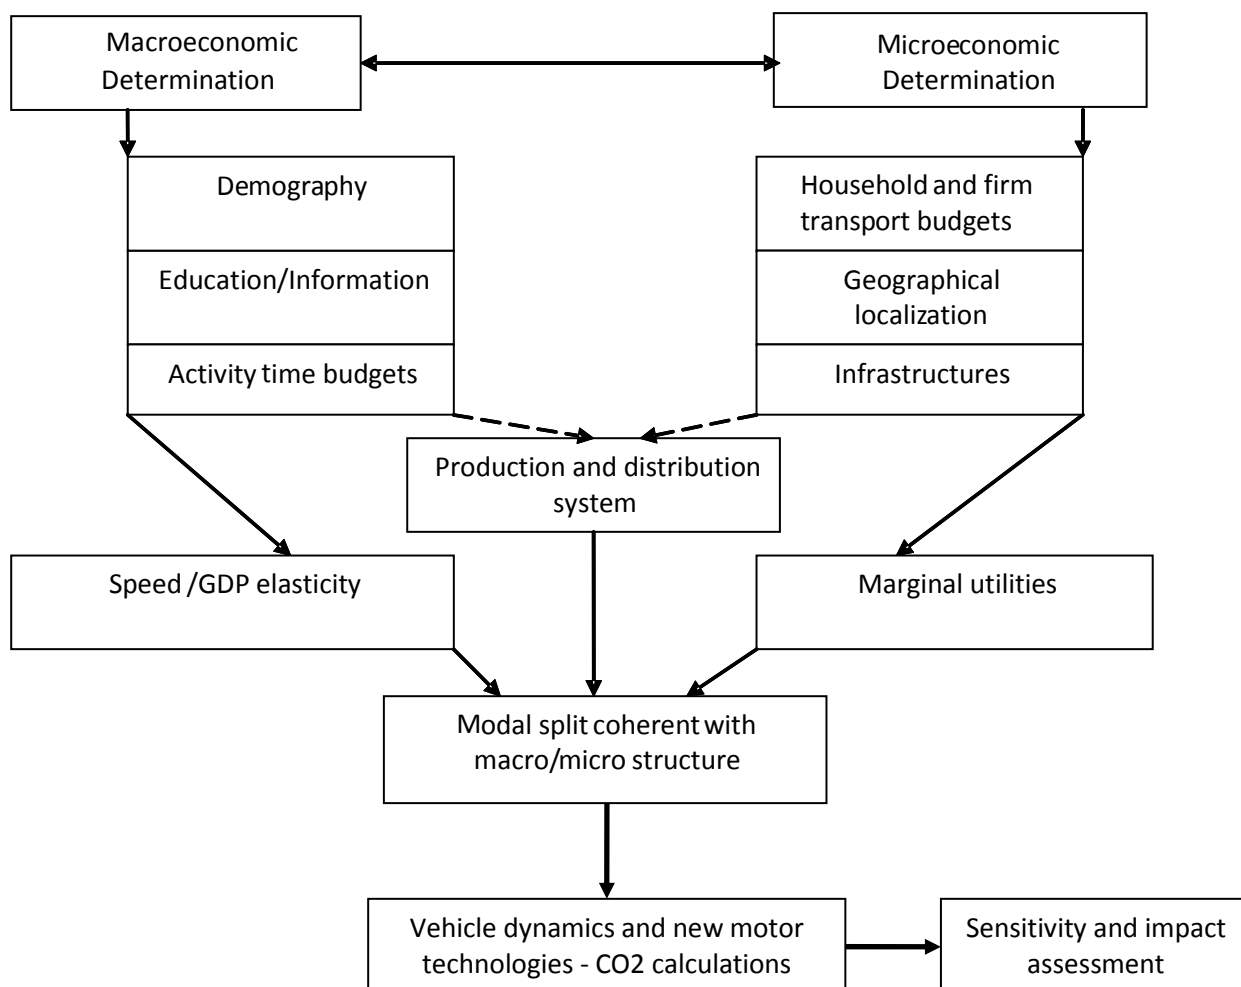 Macroeconomic
Determination
Microeconomic
Determination
Demography
Household and firm
transport budgets
Education/Information
Geographical
localization
Activity time budgets
Infrastructures
Production and distribution
system
Speed /GDP elasticity
Marginal utilities
Modal split coherent with
macro/micro structure
Vehicle dynamics and new motor
technologies - CO2 calculations
Sensitivity and impact
assessment